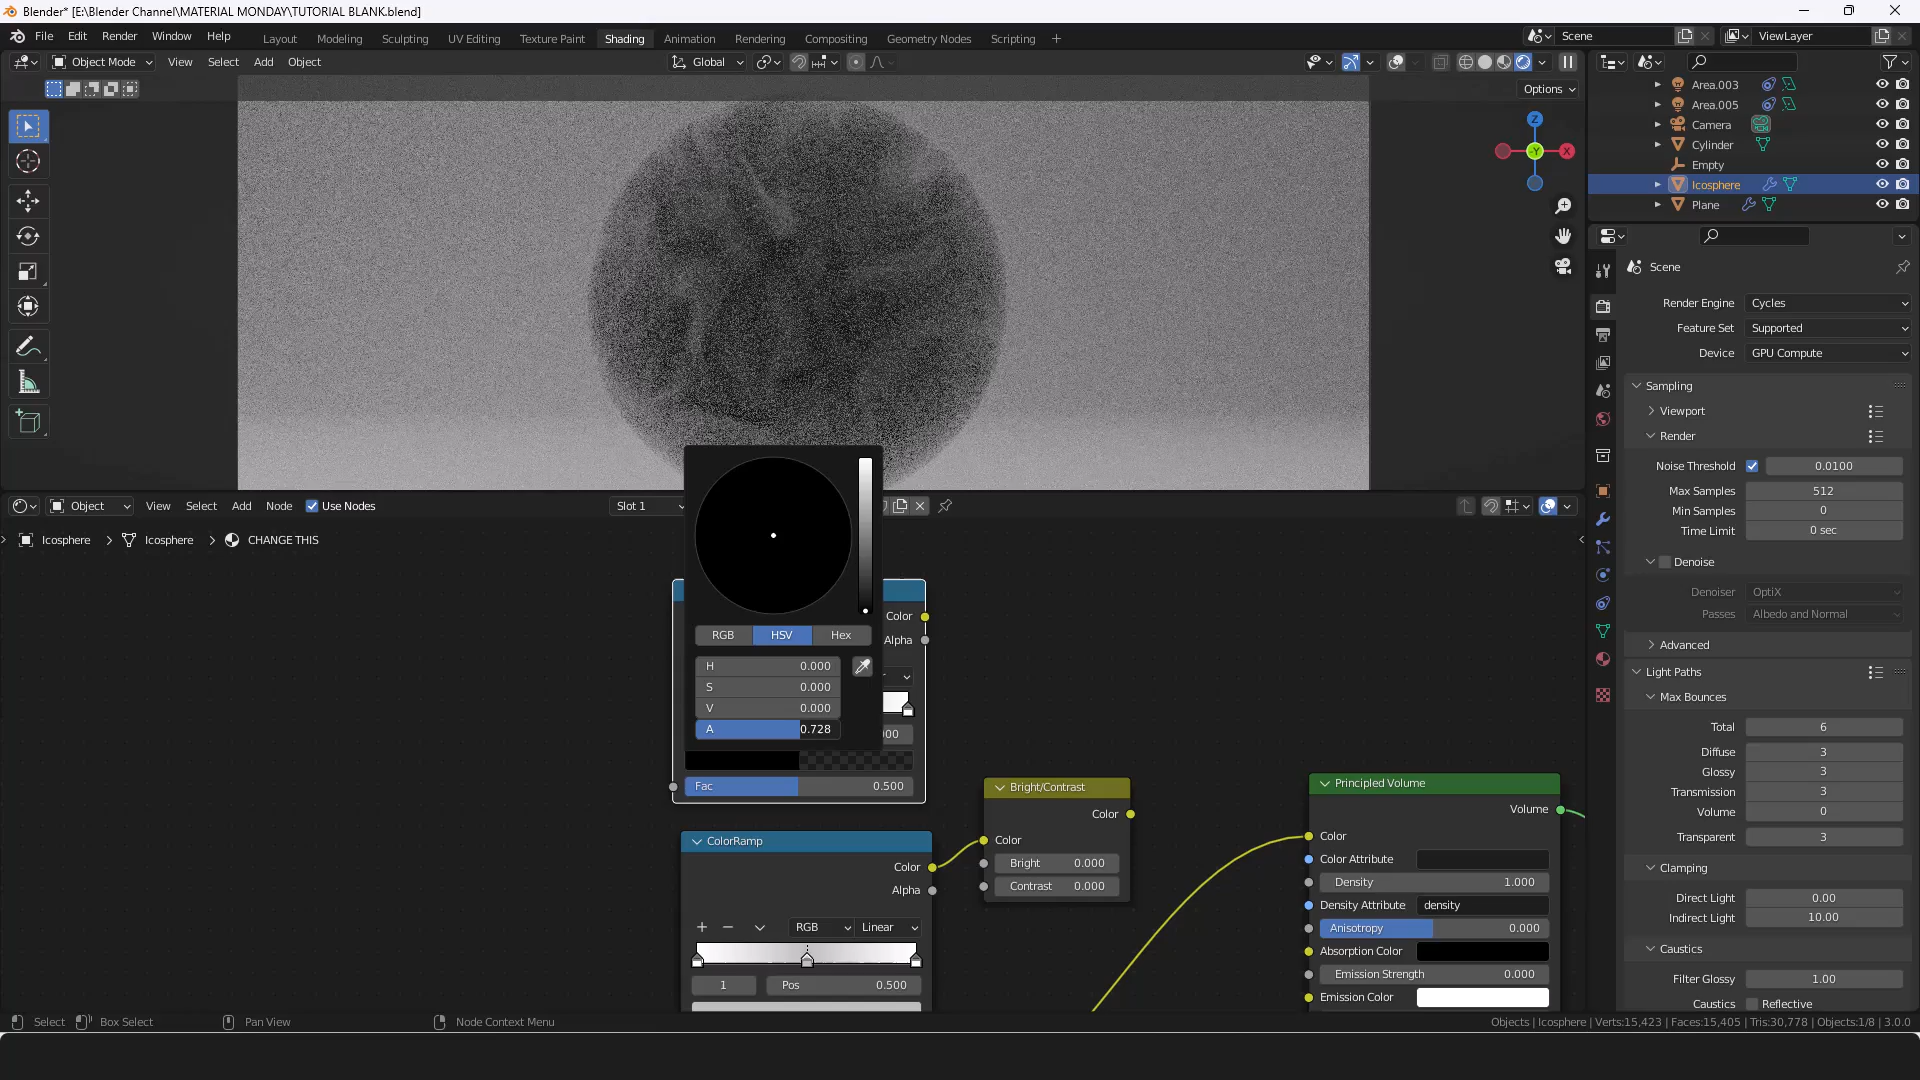 Blender* [E:\Blender Channel\MATERIAL MONDAY\TUTORIAL BLANK.blend]
File Edit Render Window Help Layout Modeling Sculpting UV Editing Texture Paint Shading Animation Rendering Compositing Geometry Nodes Scripting + Scene ViewLayer
Object Mode View Select Add Object Global
Options
Z
-Y X
Area.003
Area.005
Camera
Cylinder
Empty
Icosphere
Plane
Scene
Render Engine Cycles
Feature Set Supported
Device GPU Compute
Sampling
Viewport
Render
Noise Threshold 0.0100
Max Samples 512
Min Samples 0
Time Limit 0 sec
Denoise
Denoiser OptiX
Passes Albedo and Normal
Advanced
Light Paths
Max Bounces
Total 6
Diffuse 3
Glossy 3
Transmission 3
Volume 0
Transparent 3
Clamping
Direct Light 0.00
Indirect Light 10.00
Caustics
Filter Glossy 1.00
Caustics Reflective
Object View Select Add Node Use Nodes Slot 1
Icosphere > Icosphere > CHANGE THIS
RGB HSV Hex
H 0.000
S 0.000
V 0.000
A 0.728
Color
Alpha
Fac 0.500
ColorRamp
Color
Alpha
+ − RGB Linear
1 Pos 0.500
Bright/Contrast
Color
Color
Bright 0.000
Contrast 0.000
Principled Volume
Volume
Color
Color Attribute
Density 1.000
Density Attribute density
Anisotropy 0.000
Absorption Color
Emission Strength 0.000
Emission Color
Select Box Select Pan View Node Context Menu Objects | Icosphere | Verts:15,423 | Faces:15,405 | Tris:30,778 | Objects:1/8 | 3.0.0